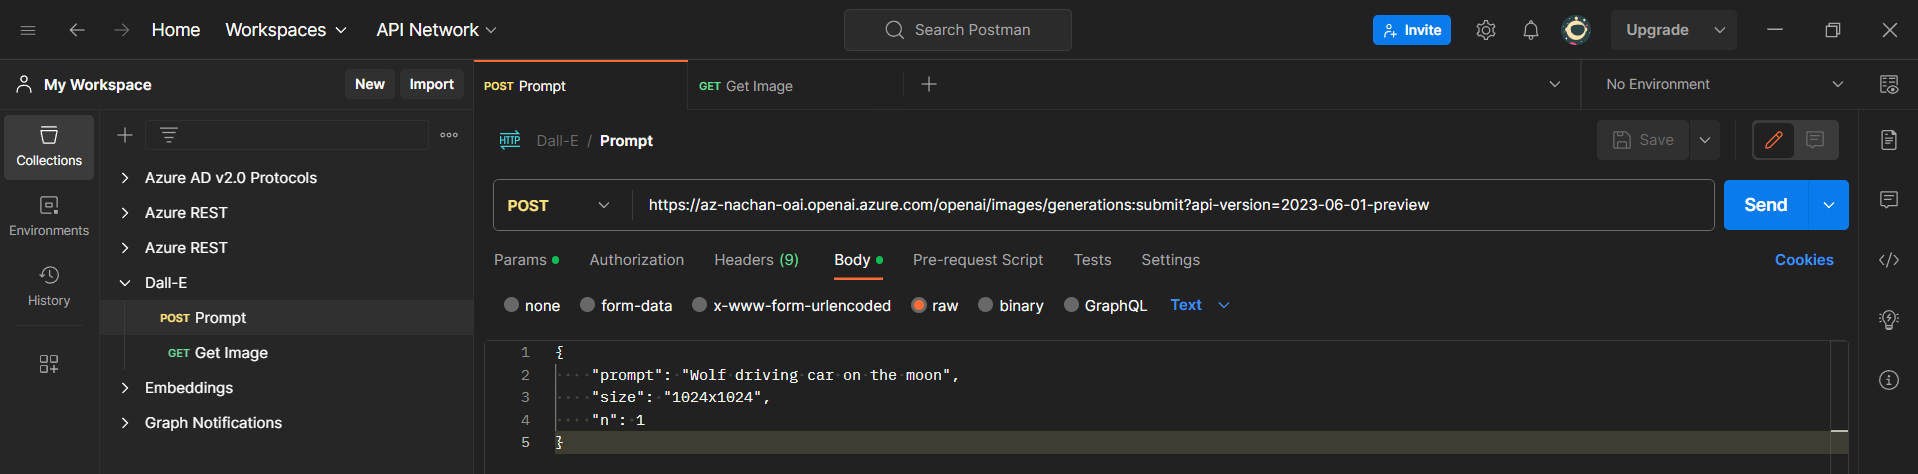 Home Workspaces API Network Search Postman Invite Upgrade
My Workspace New Import POST Prompt GET Get Image No Environment
Collections
Environments
History
Azure AD v2.0 Protocols
Azure REST
Azure REST
Dall-E
POST Prompt
GET Get Image
Embeddings
Graph Notifications
HTTP Dall-E / Prompt Save
POST https://az-nachan-oai.openai.azure.com/openai/images/generations:submit?api-version=2023-06-01-preview Send
Params Authorization Headers (9) Body Pre-request Script Tests Settings Cookies
none form-data x-www-form-urlencoded raw binary GraphQL Text
1 {
2 "prompt": "Wolf driving car on the moon",
3 "size": "1024x1024",
4 "n": 1
5 }